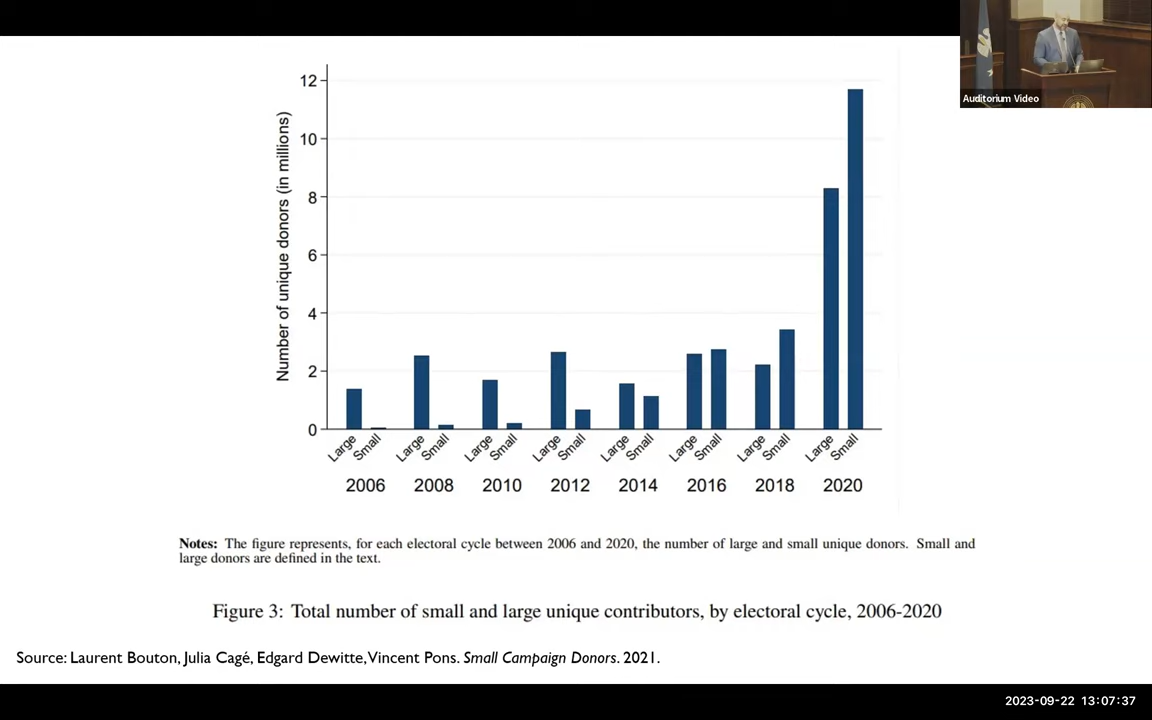 Auditorium Video
Number of unique donors (in millions)
12
10
8
6
4
2
0
Large Small Large Small Large Small Large Small Large Small Large Small Large Small Large Small
2006 2008 2010 2012 2014 2016 2018 2020
Notes: The figure represents, for each electoral cycle between 2006 and 2020, the number of large and small unique donors. Small and
large donors are defined in the text.
Figure 3: Total number of small and large unique contributors, by electoral cycle, 2006-2020
Source: Laurent Bouton, Julia Cagé, Edgard Dewitte, Vincent Pons. Small Campaign Donors. 2021.
2023-09-22 13:07:37